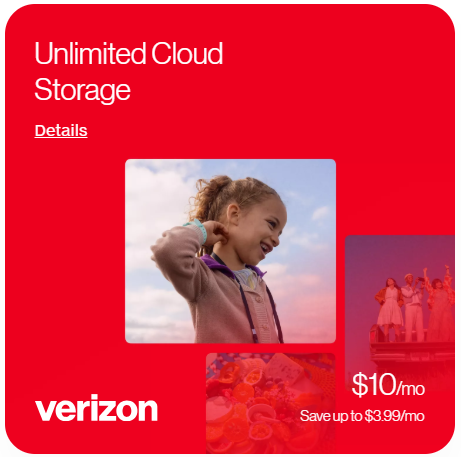 Unlimited Cloud
Storage
Details
verizon
$10/mo
Save up to $3.99/mo